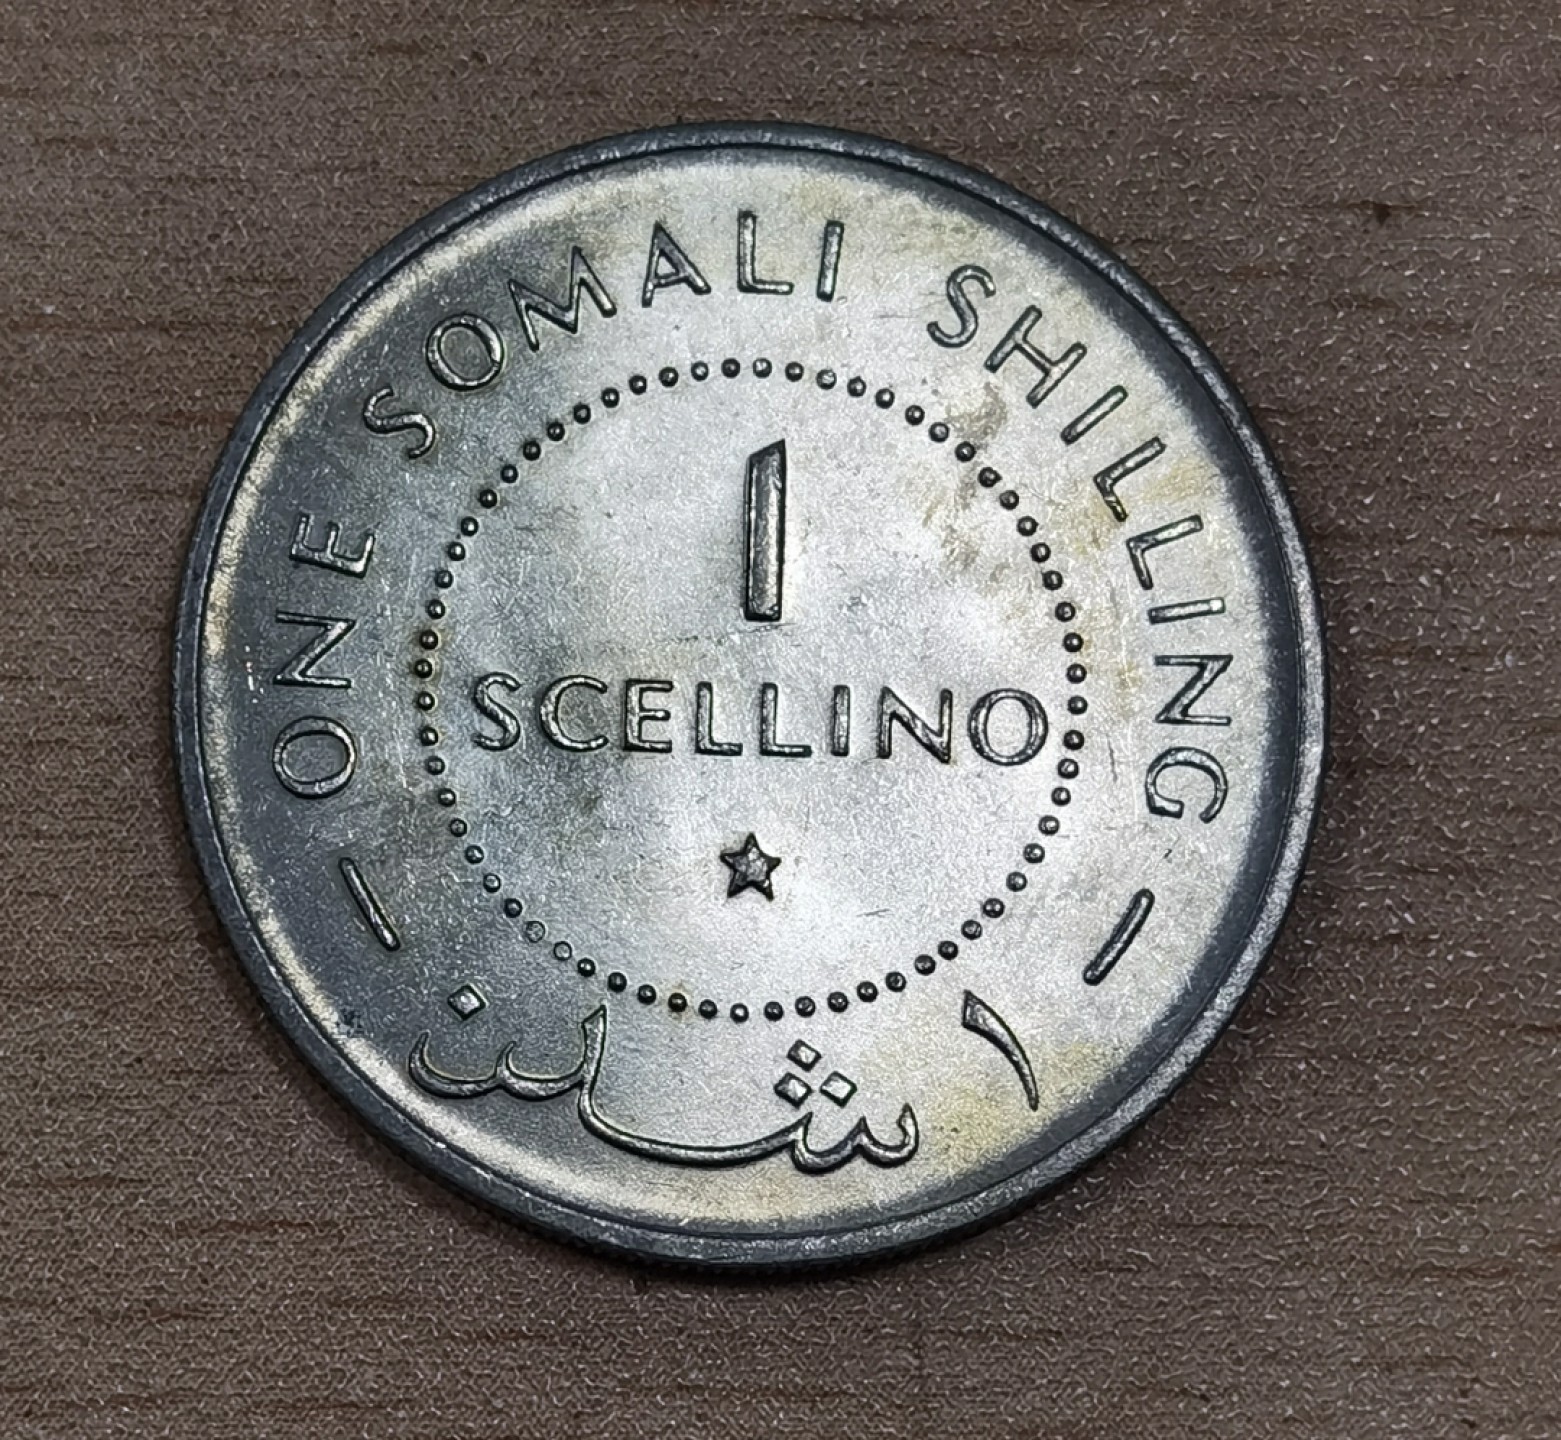 ONE SOMALI SHILLING
1
SCELLINO
١ شلن